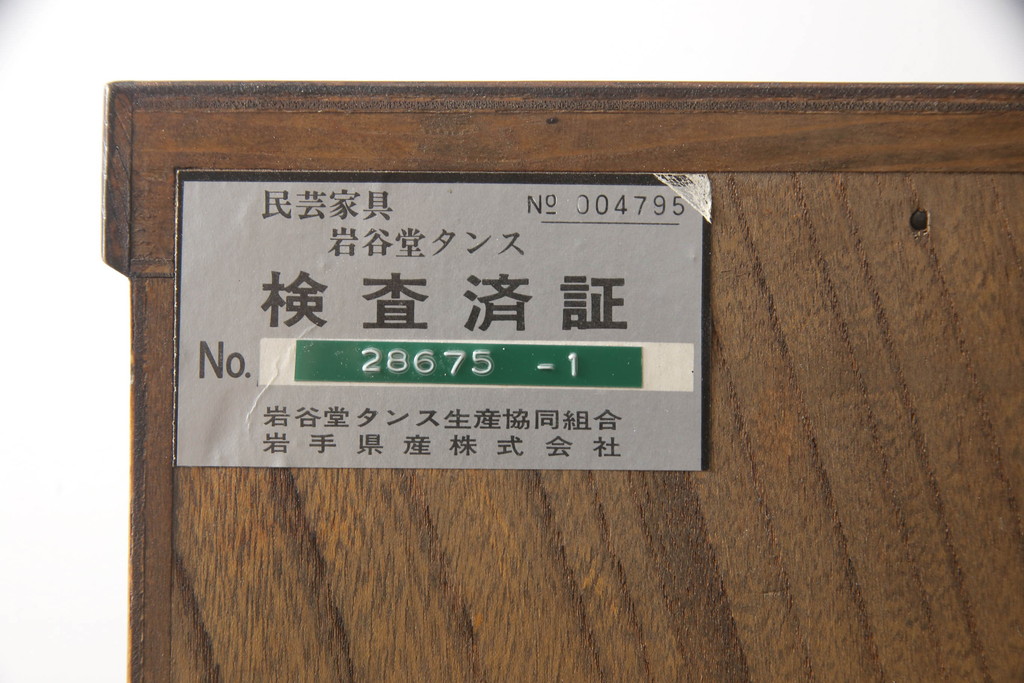 民芸家具 № 004795
岩谷堂タンス
検査済証
No. 28675 -1
岩谷堂タンス生産協同組合
岩手県産株式会社